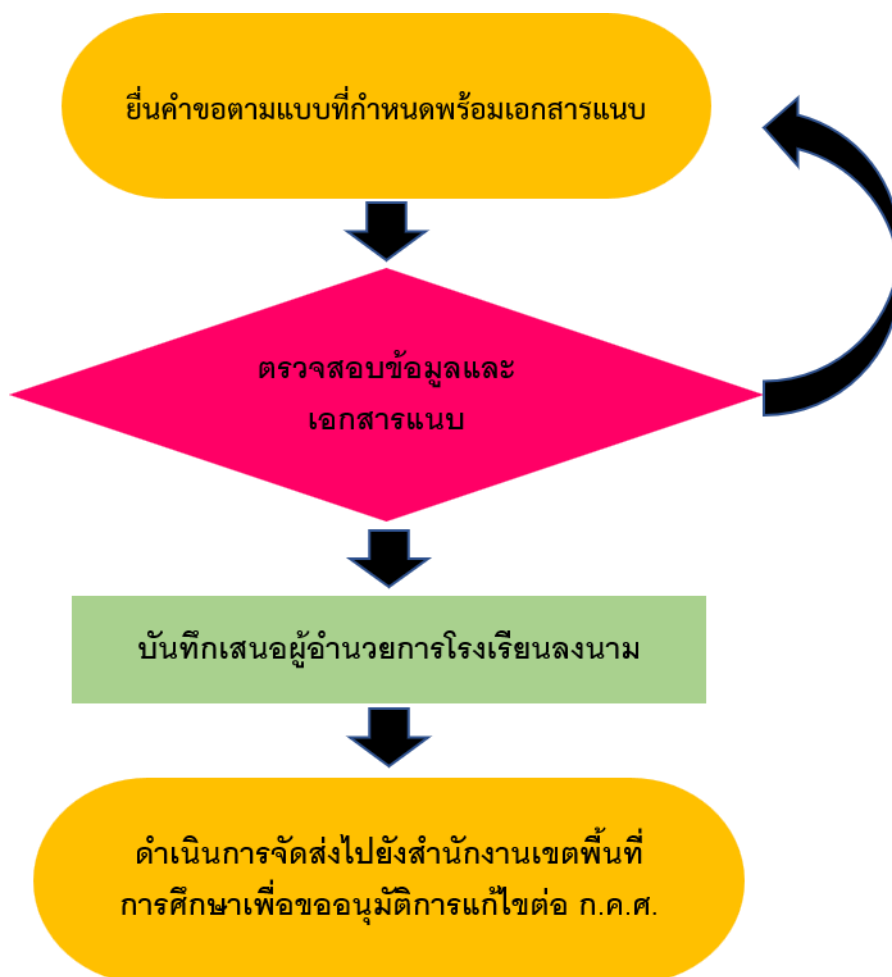 ยื่นคำขอตามแบบที่กำหนดพร้อมเอกสารแนบ
ตรวจสอบข้อมูลและ
เอกสารแนบ
บันทึกเสนอผู้อำนวยการโรงเรียนลงนาม
ดำเนินการจัดส่งไปยังสำนักงานเขตพื้นที่
การศึกษาเพื่อขออนุมัติการแก้ไขต่อ ก.ค.ศ.